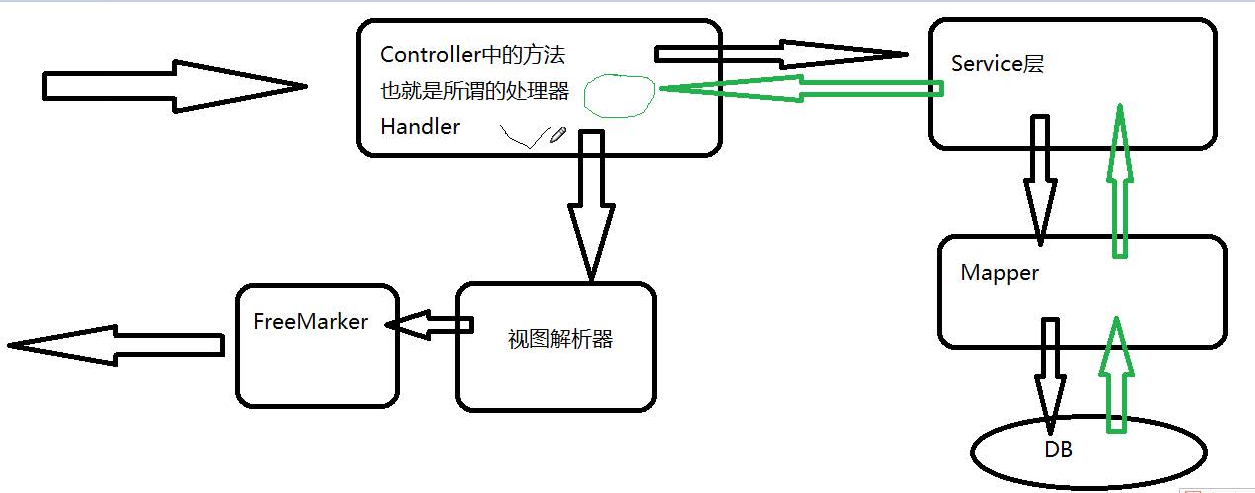 Controller中的方法
也就是所谓的处理器
Handler
Service层
Mapper
FreeMarker
视图解析器
DB